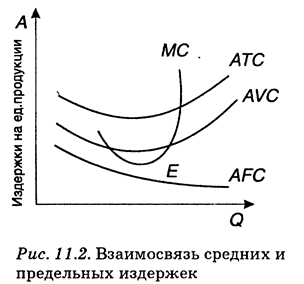 A
MC
ATC
AVC
Издержки на ед.продукции
E
AFC
Q
Рис. 11.2. Взаимосвязь средних и
предельных издержек